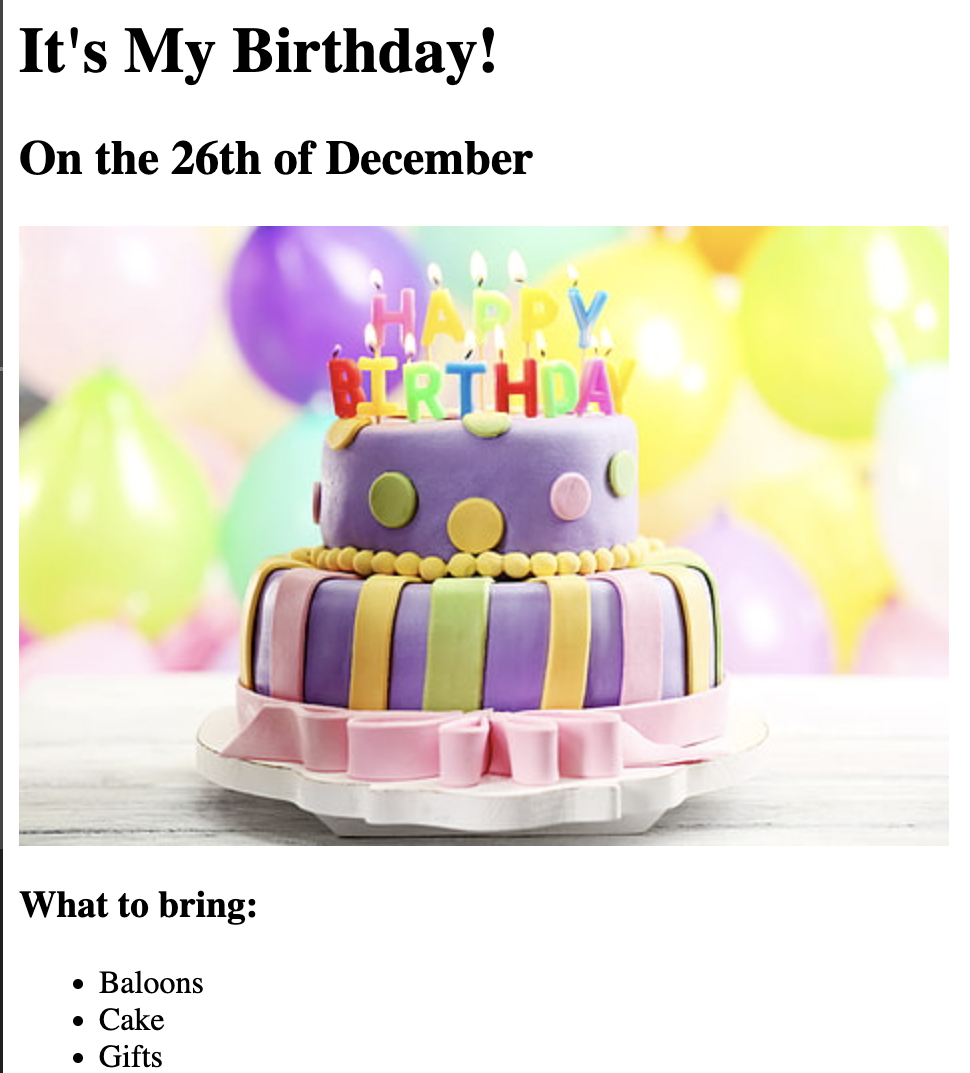 It's My Birthday!
On the 26th of December
HAPPY
BIRTHDAY
What to bring:
Baloons
Cake
Gifts